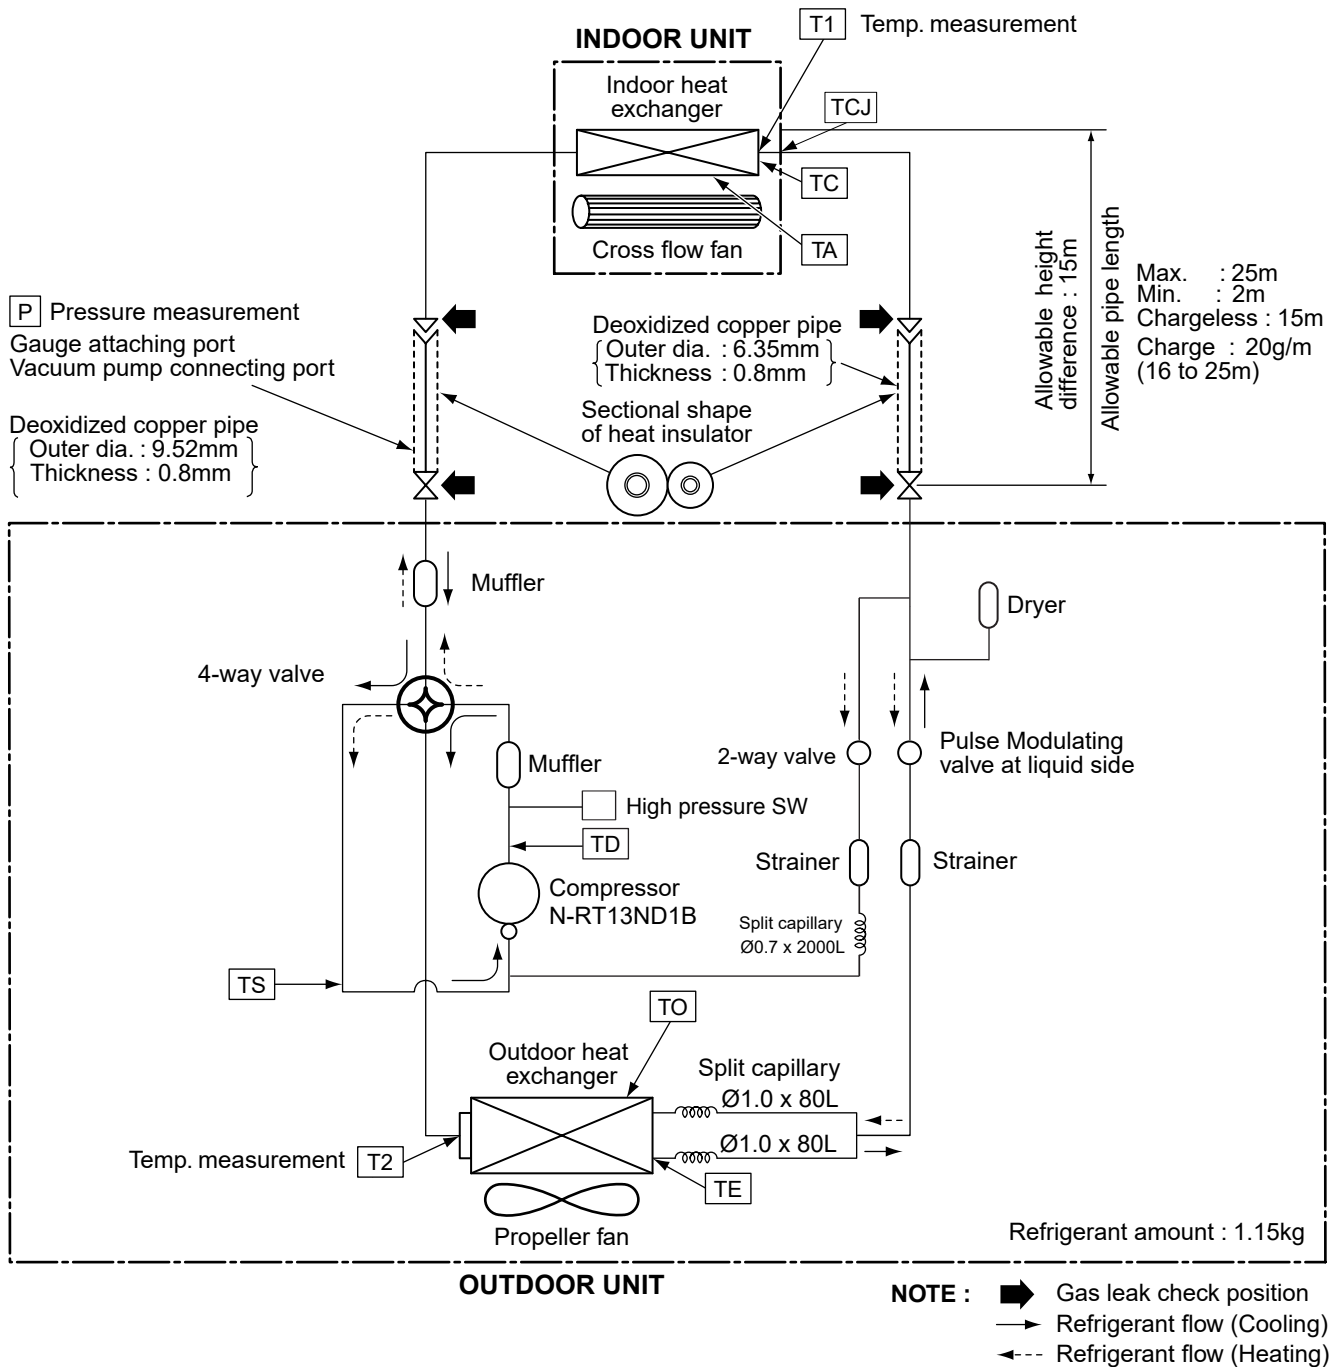 T1 Temp. measurement
INDOOR UNIT
Indoor heat
exchanger
TCJ
TC
Cross flow fan
TA
Allowable height
difference : 15m
Allowable pipe length
Max. : 25m
Min. : 2m
Chargeless : 15m
Charge : 20g/m
(16 to 25m)
P Pressure measurement
Gauge attaching port
Vacuum pump connecting port
Deoxidized copper pipe
Outer dia. : 9.52mm
Thickness : 0.8mm
Deoxidized copper pipe
Outer dia. : 6.35mm
Thickness : 0.8mm
Sectional shape
of heat insulator
Muffler
Dryer
4-way valve
Muffler
2-way valve
Pulse Modulating
valve at liquid side
High pressure SW
TD
Strainer
Strainer
Compressor
N-RT13ND1B
Split capillary
Ø0.7 x 2000L
TS
TO
Outdoor heat
exchanger
Split capillary
Ø1.0 x 80L
Ø1.0 x 80L
Temp. measurement T2
TE
Propeller fan
Refrigerant amount : 1.15kg
OUTDOOR UNIT
NOTE : Gas leak check position
Refrigerant flow (Cooling)
Refrigerant flow (Heating)